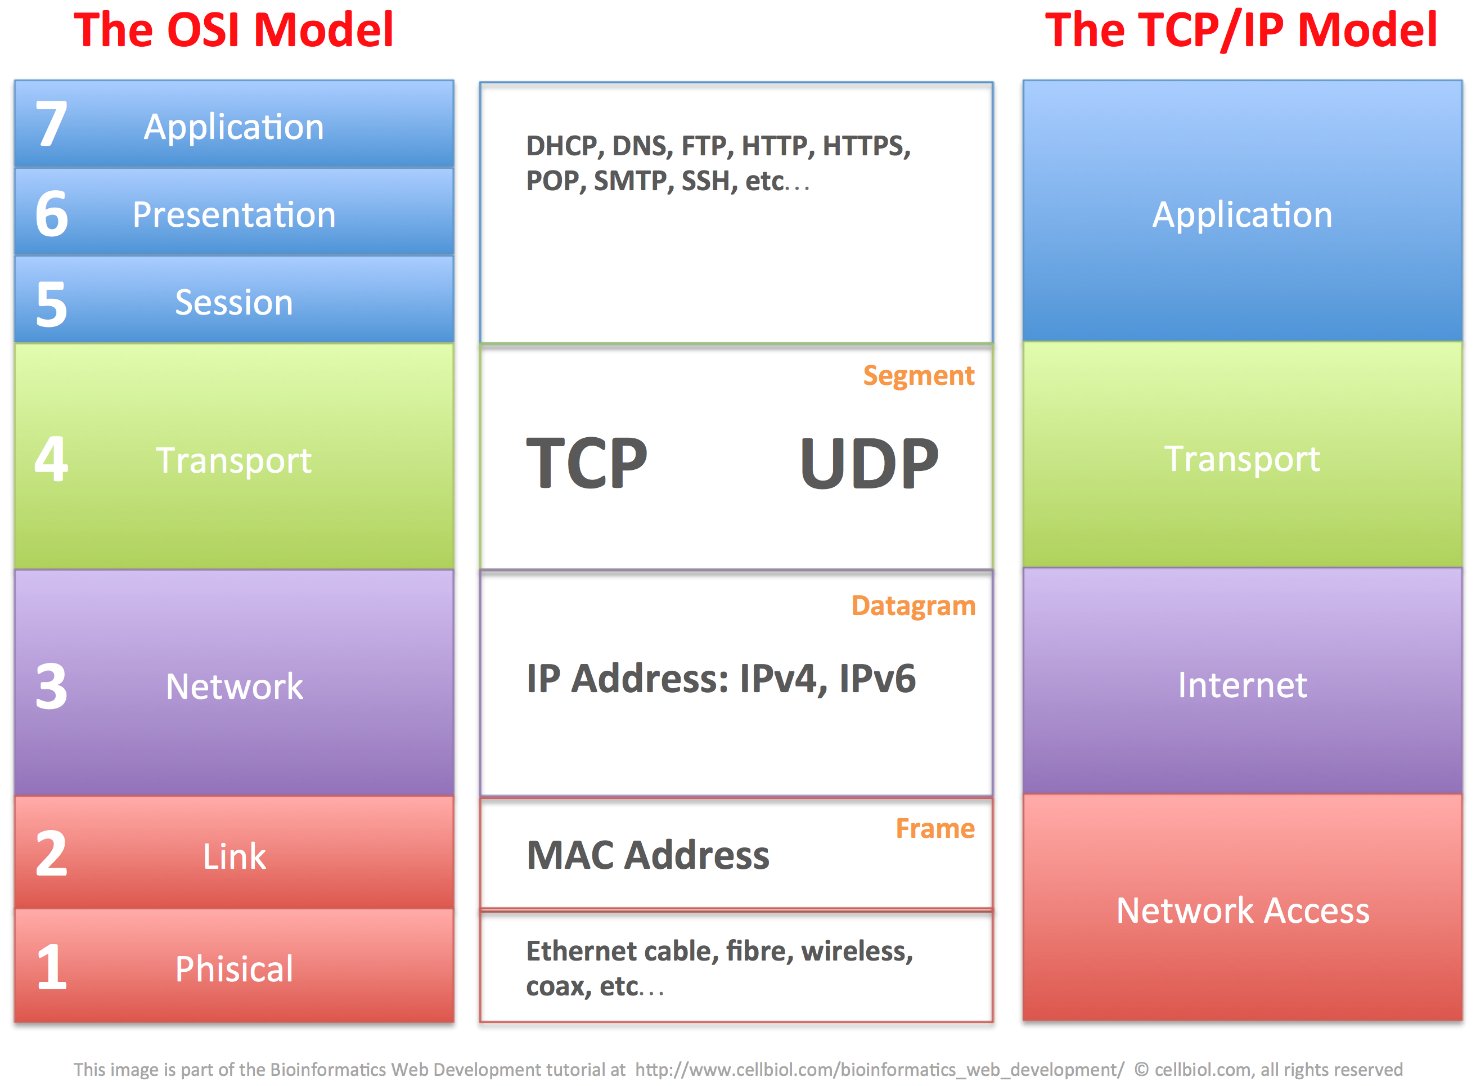 The OSI Model
The TCP/IP Model
7 Application
6 Presentation
5 Session
4 Transport
3 Network
2 Link
1 Phisical
DHCP, DNS, FTP, HTTP, HTTPS,
POP, SMTP, SSH, etc...
Segment
TCP UDP
Datagram
IP Address: IPv4, IPv6
Frame
MAC Address
Ethernet cable, fibre, wireless,
coax, etc...
Application
Transport
Internet
Network Access
This image is part of the Bioinformatics Web Development tutorial at http://www.cellbiol.com/bioinformatics_web_development/ © cellbiol.com, all rights reserved